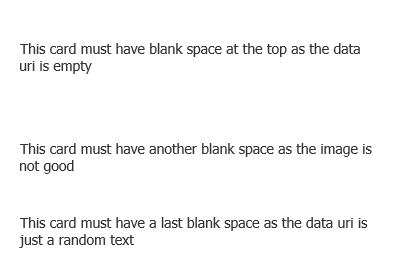 This card must have blank space at the top as the data
uri is empty
This card must have another blank space as the image is
not good
This card must have a last blank space as the data uri is
just a random text